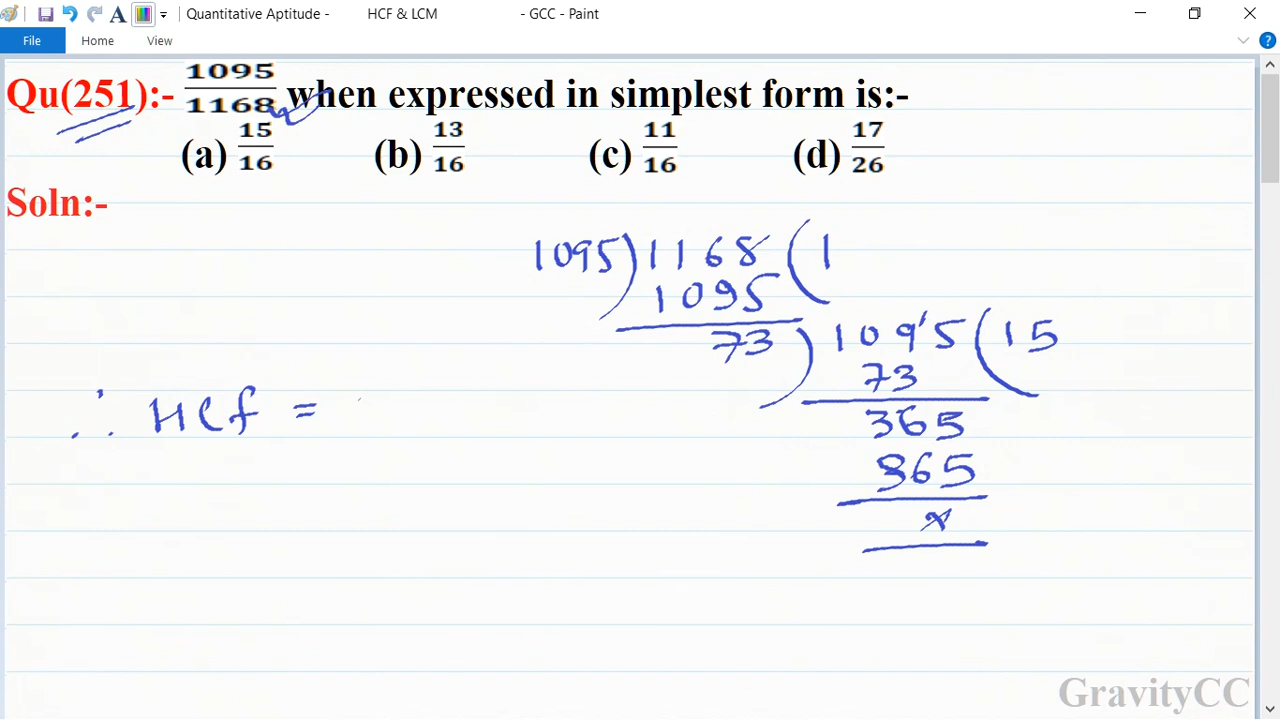 Quantitative Aptitude - HCF & LCM - GCC - Paint
File Home View
Qu(251):- 1095/1168 when expressed in simplest form is:-
(a) 15/16 (b) 13/16 (c) 11/16 (d) 17/26
Soln:-
1095) 1168 (1
1095
73) 1095 (15
73
∴ HCf =
365
365
x
GravityCC